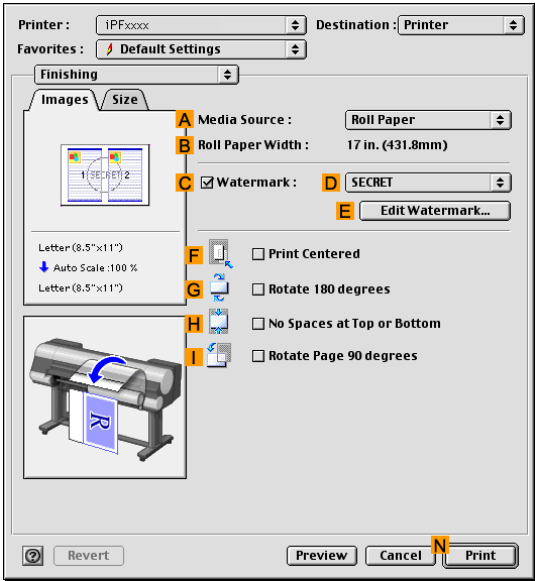 Printer : iPFxxxx Destination : Printer
Favorites : Default Settings
Finishing
Images Size
A Media Source : Roll Paper
B Roll Paper Width : 17 in. (431.8mm)
C Watermark : D SECRET
E Edit Watermark...
1 SECRET 2
Letter (8.5"x11")
Auto Scale :100 %
Letter (8.5"x11")
F Print Centered
G Rotate 180 degrees
H No Spaces at Top or Bottom
I Rotate Page 90 degrees
R
? Revert Preview Cancel N Print